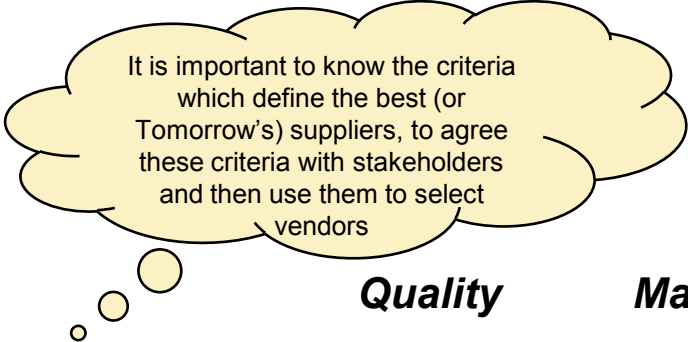 It is important to know the criteria
which define the best (or
Tomorrow's) suppliers, to agree
these criteria with stakeholders
and then use them to select
vendors
Quality Ma